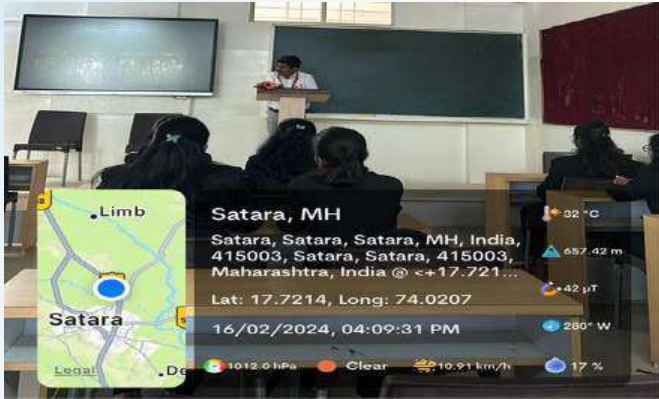 Limb
Satara
Legal
De
Satara, MH
Satara, Satara, Satara, MH, India,
415003, Satara, Satara, 415003,
Maharashtra, India @ <+17.721...
Lat: 17.7214, Long: 74.0207
16/02/2024, 04:09:31 PM
1012.0 hPa
Clear
10.91 km/h
32 °C
657.42 m
42 µT
280° W
17 %